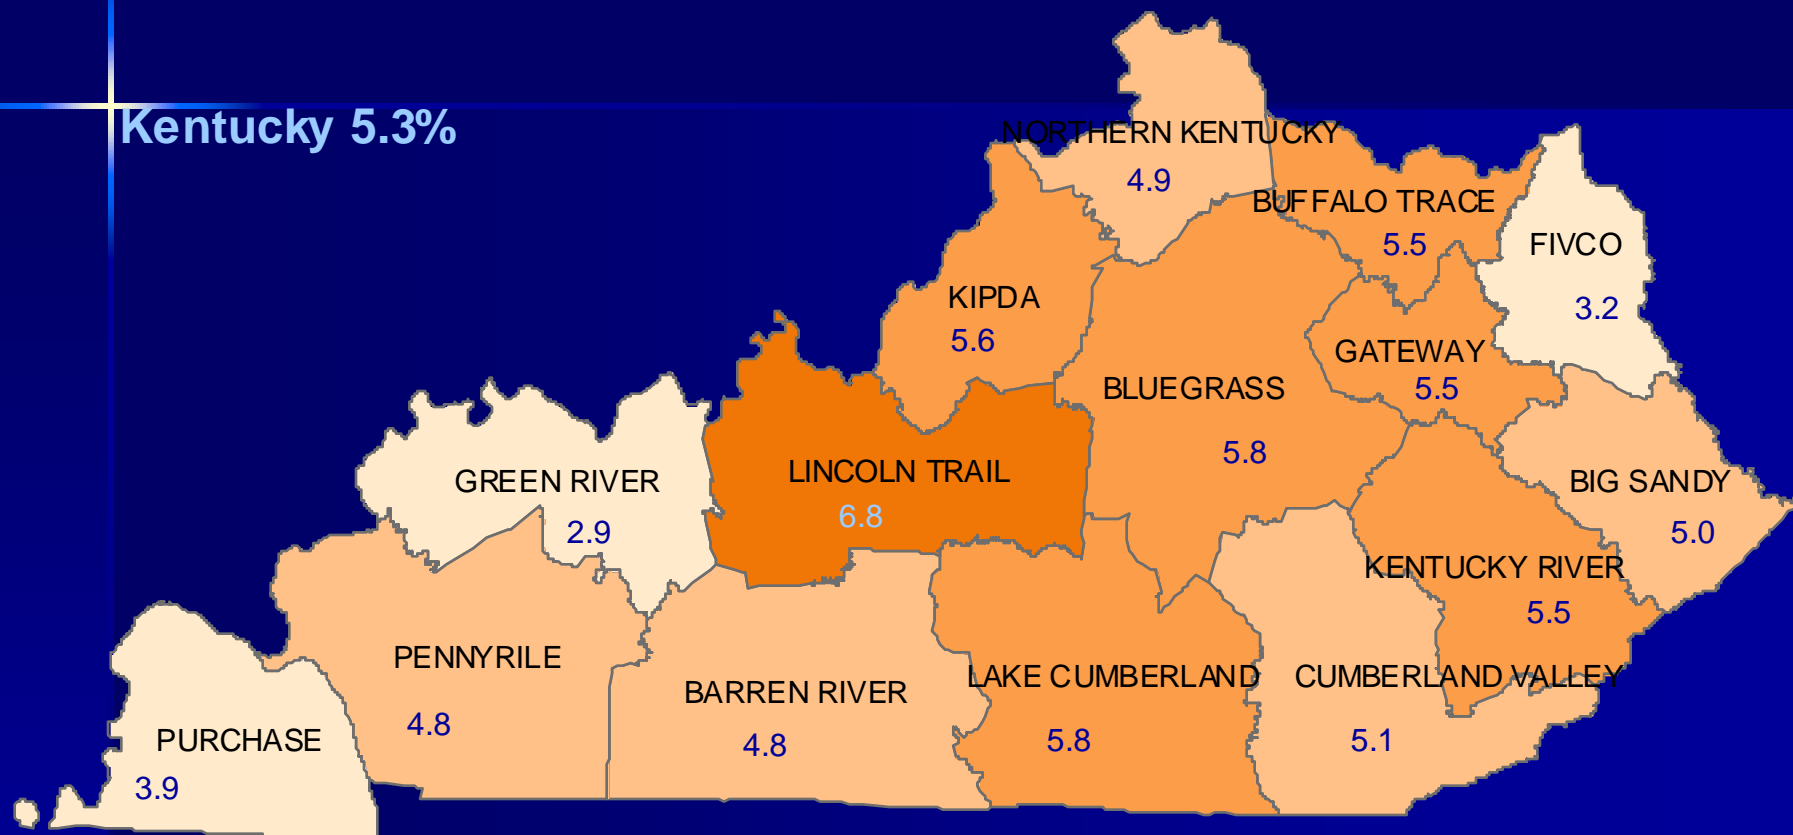 Kentucky 5.3%
NORTHERN KENTUCKY
4.9
BUFFALO TRACE
5.5
FIVCO
3.2
KIPDA
5.6
GATEWAY
5.5
BLUEGRASS
5.8
LINCOLN TRAIL
6.8
GREEN RIVER
2.9
BIG SANDY
5.0
KENTUCKY RIVER
5.5
PENNYRILE
4.8
BARREN RIVER
4.8
LAKE CUMBERLAND
5.8
CUMBERLAND VALLEY
5.1
PURCHASE
3.9